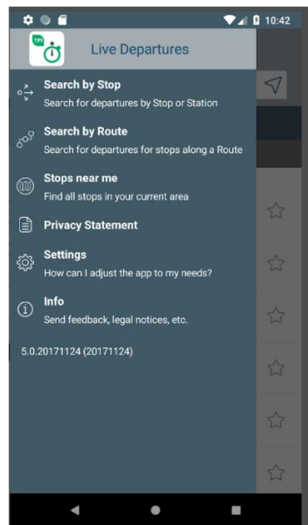 10:42
TFI
Live Departures
Search by Stop
Search for departures by Stop or Station
Search by Route
Search for departures for stops along a Route
Stops near me
Find all stops in your current area
Privacy Statement
Settings
How can I adjust the app to my needs?
Info
Send feedback, legal notices, etc.
5.0.20171124 (20171124)